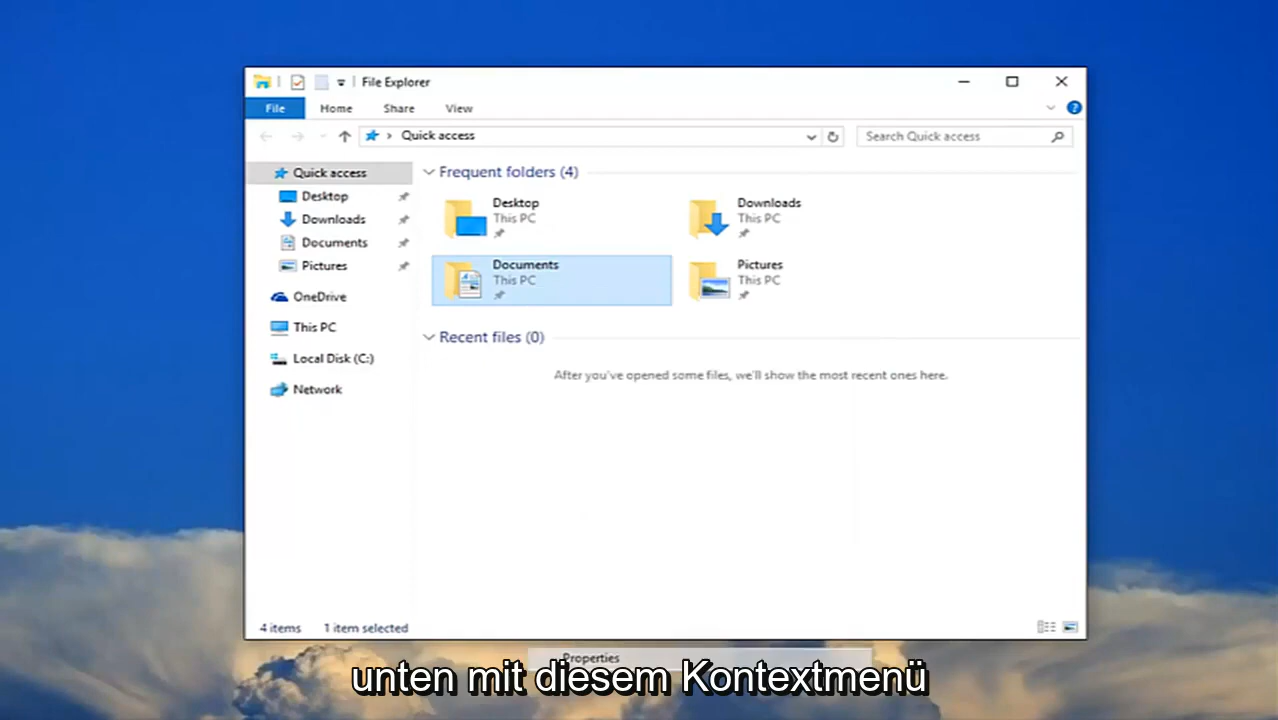 File Explorer
File Home Share View
Quick access Search Quick access
Quick access
Desktop
Downloads
Documents
Pictures
OneDrive
This PC
Local Disk (C:)
Network
Frequent folders (4)
Desktop
This PC
Downloads
This PC
Documents
This PC
Pictures
This PC
Recent files (0)
After you've opened some files, we'll show the most recent ones here.
4 items 1 item selected
Properties
unten mit diesem Kontextmenü